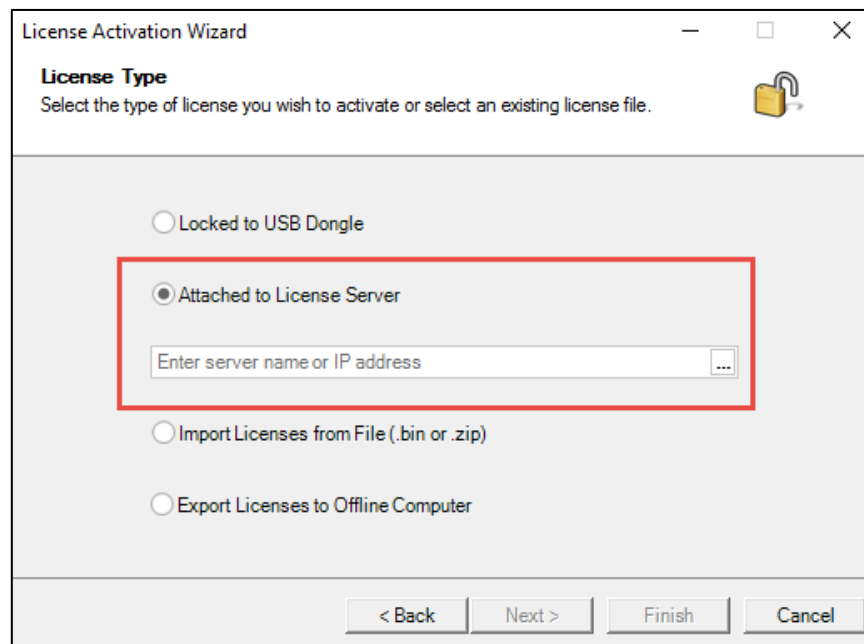 License Activation Wizard
License Type
Select the type of license you wish to activate or select an existing license file.
Locked to USB Dongle
Attached to License Server
Enter server name or IP address
...
Import Licenses from File (.bin or .zip)
Export Licenses to Offline Computer
< Back Next > Finish Cancel